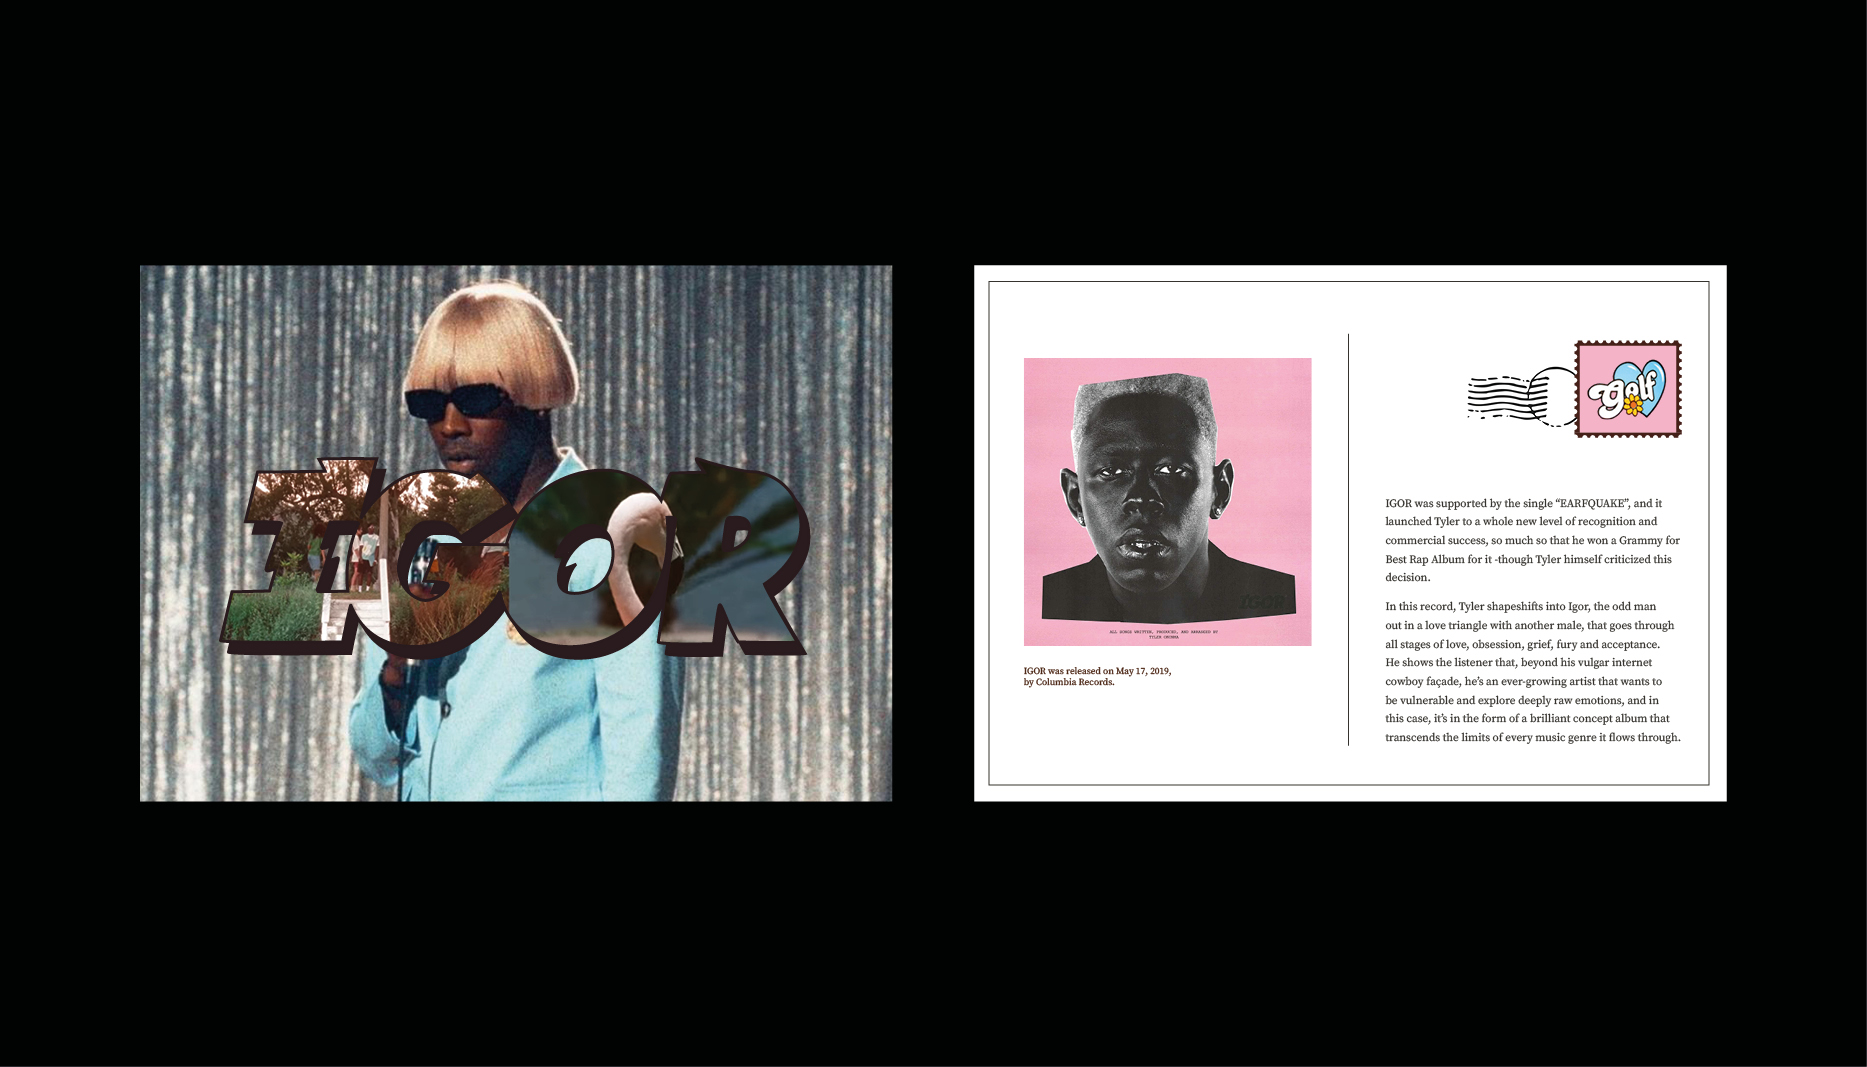 IGOR
golf
IGOR
ALL SONGS WRITTEN, PRODUCED, AND ARRANGED BY
TYLER OKONMA
IGOR was released on May 17, 2019,
by Columbia Records.
IGOR was supported by the single “EARFQUAKE”, and it
launched Tyler to a whole new level of recognition and
commercial success, so much so that he won a Grammy for
Best Rap Album for it -though Tyler himself criticized this
decision.
In this record, Tyler shapeshifts into Igor, the odd man
out in a love triangle with another male, that goes through
all stages of love, obsession, grief, fury and acceptance.
He shows the listener that, beyond his vulgar internet
cowboy façade, he’s an ever-growing artist that wants to
be vulnerable and explore deeply raw emotions, and in
this case, it’s in the form of a brilliant concept album that
transcends the limits of every music genre it flows through.